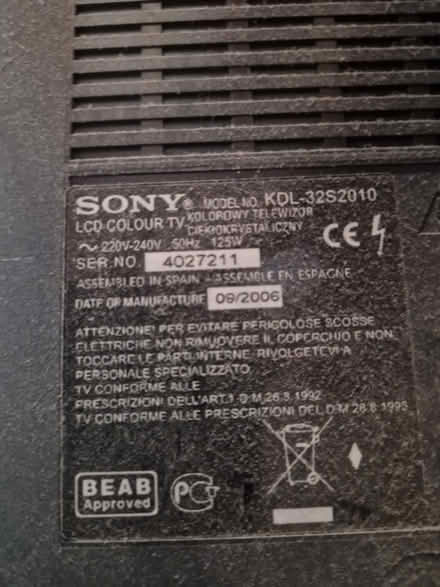 SONY® MODEL NO. KDL-32S2010
LCD COLOUR TV KOLOROWY TELEWIZOR
CIEKŁOKRYSTALICZNY
~ 220V-240V 50Hz 125W
CE
SER.NO. 4027211
ASSEMBLED IN SPAIN - ASSEMBLE EN ESPAGNE
DATE OF MANUFACTURE 09/2006
ATTENZIONE! PER EVITARE PERICOLOSE SCOSSE
ELETTRICHE NON RIMUOVERE IL COPERCHIO E NON
TOCCARE LE PARTI INTERNE. RIVOLGETEVI A
PERSONALE SPECIALIZZATO.
TV CONFORME ALLE
PRESCRIZIONI DELL'ART.1 D.M 26.8.1992
TV CONFORME ALLE PRESCRIZIONI DEL D.M 26.8.1995
BEAB
Approved